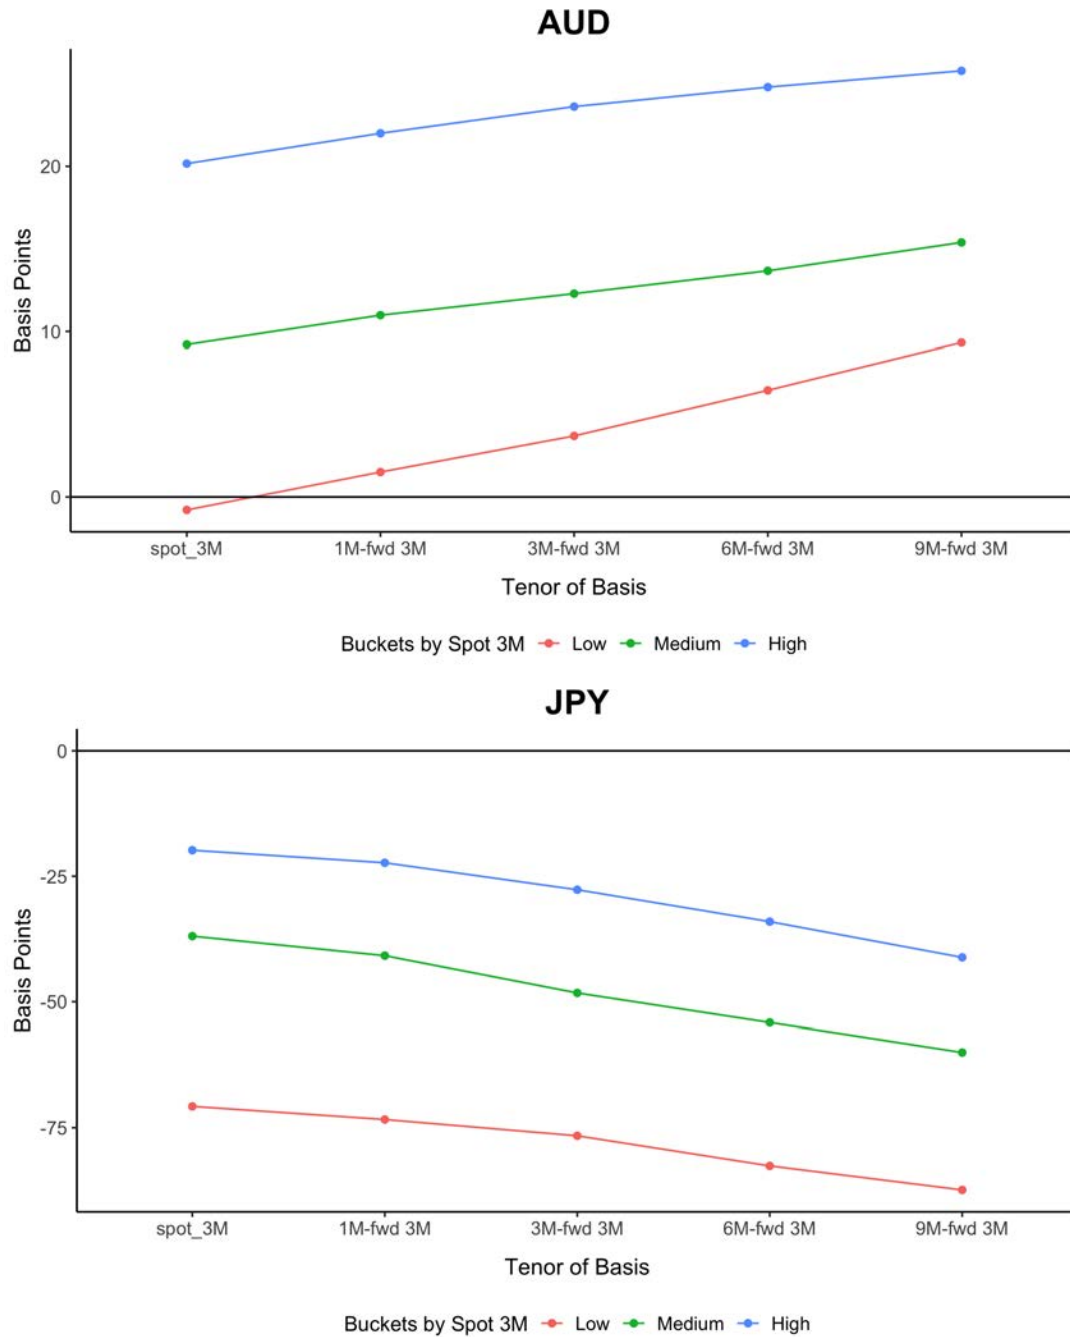 AUD
Basis Points
20
10
0
spot_3M 1M-fwd 3M 3M-fwd 3M 6M-fwd 3M 9M-fwd 3M
Tenor of Basis
Buckets by Spot 3M Low Medium High
JPY
Basis Points
0
-25
-50
-75
spot_3M 1M-fwd 3M 3M-fwd 3M 6M-fwd 3M 9M-fwd 3M
Tenor of Basis
Buckets by Spot 3M Low Medium High